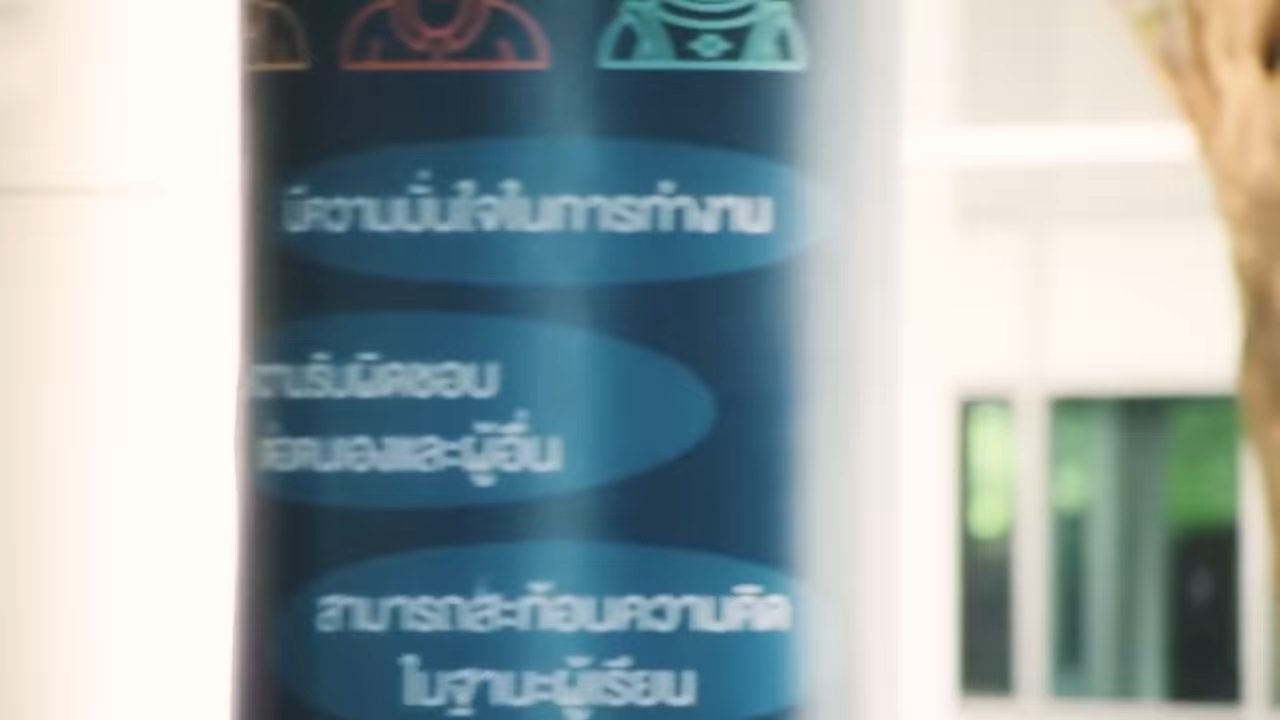 มีความมั่นใจในการทำงาน
รับผิดชอบ
ต่อตนเองและผู้อื่น
สามารถสะท้อนความคิด
ในฐานะผู้เรียน